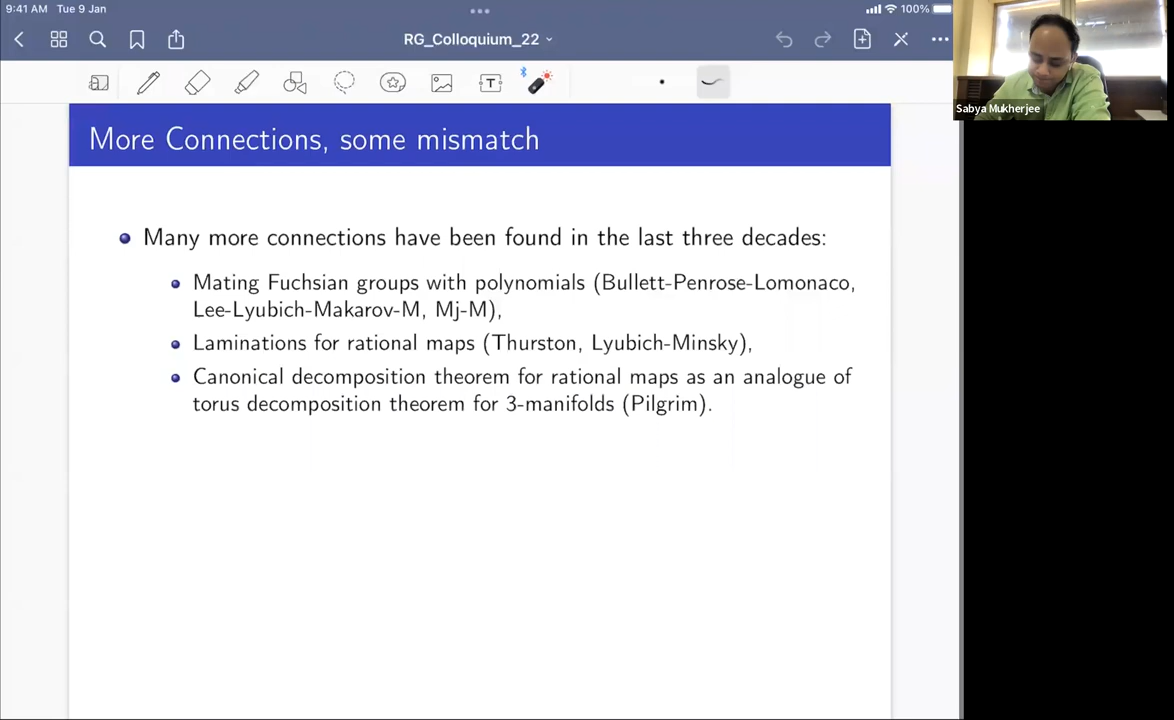 9:41 AM Tue 9 Jan
100%
RG_Colloquium_22
T
Sabya Mukherjee
More Connections, some mismatch
Many more connections have been found in the last three decades:
Mating Fuchsian groups with polynomials (Bullett-Penrose-Lomonaco,
Lee-Lyubich-Makarov-M, Mj-M),
Laminations for rational maps (Thurston, Lyubich-Minsky),
Canonical decomposition theorem for rational maps as an analogue of
torus decomposition theorem for 3-manifolds (Pilgrim).